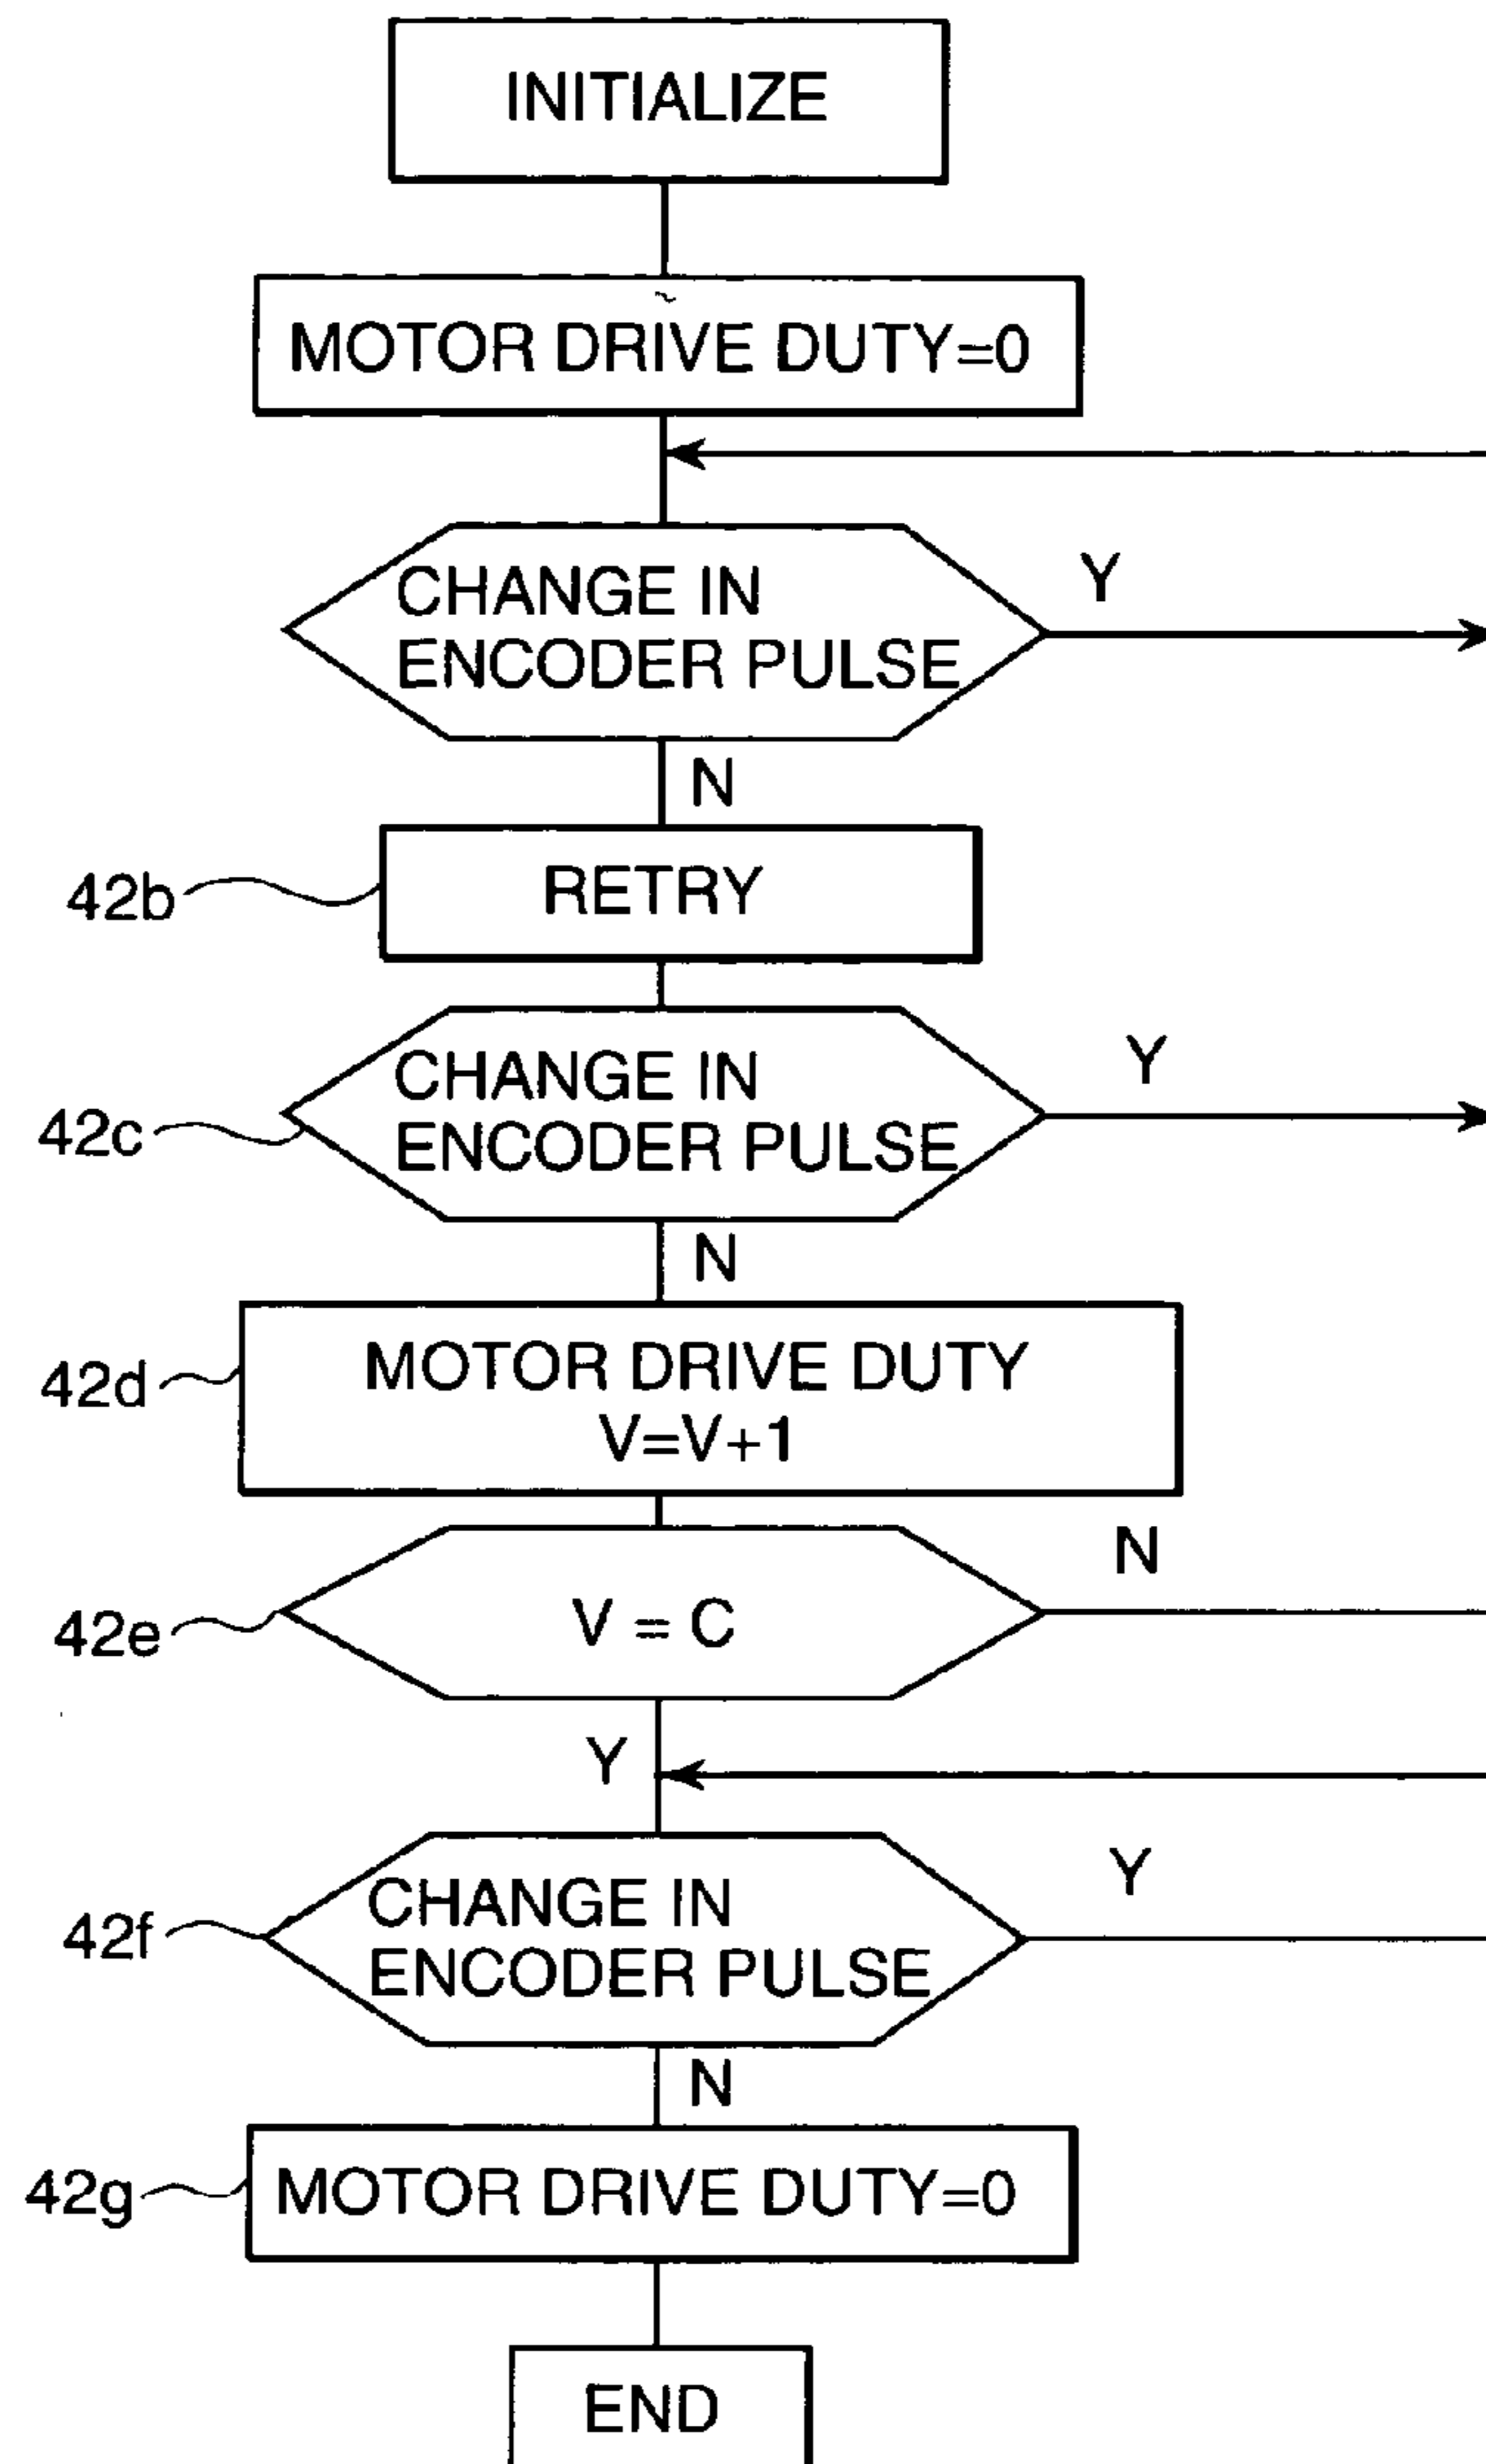 INITIALIZE
MOTOR DRIVE DUTY=0
CHANGE IN
ENCODER PULSE
Y
N
42b
RETRY
CHANGE IN
ENCODER PULSE
Y
42c
N
42d
MOTOR DRIVE DUTY
V=V+1
N
42e
V = C
Y
CHANGE IN
ENCODER PULSE
Y
42f
N
42g
MOTOR DRIVE DUTY=0
END